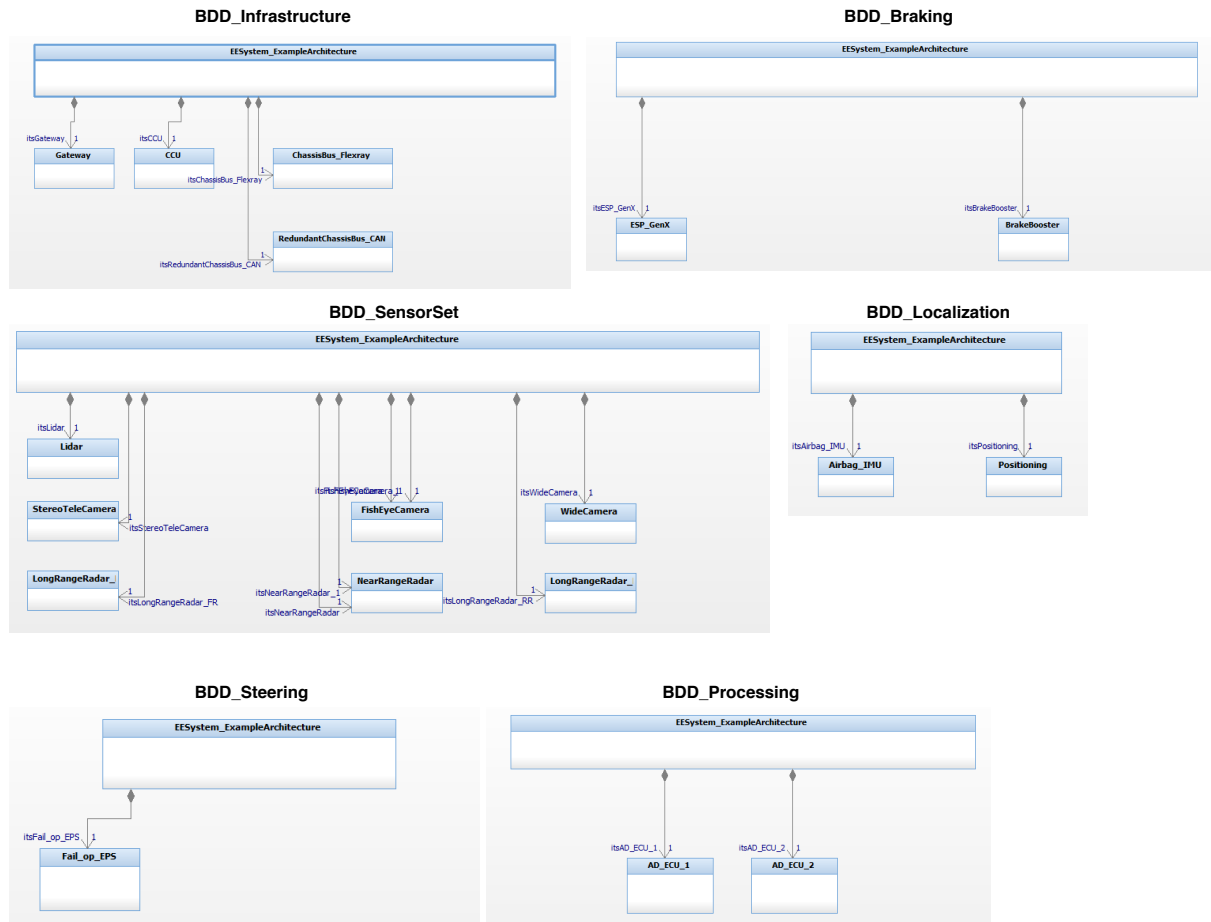 BDD_Infrastructure
EESystem_ExampleArchitecture
itsGateway 1
Gateway
itsCCU 1
CCU
ChassisBus_Flexray
1
itsChassisBus_Flexray
RedundantChassisBus_CAN
1
itsRedundantChassisBus_CAN
BDD_Braking
EESystem_ExampleArchitecture
itsESP_GenX 1
ESP_GenX
itsBrakeBooster 1
BrakeBooster
BDD_SensorSet
EESystem_ExampleArchitecture
itsLidar 1
Lidar
StereoTeleCamera
1
itsStereoTeleCamera
LongRangeRadar_
1
itsLongRangeRadar_FR
1
FishEyeCamera
itsWideCamera 1
WideCamera
NearRangeRadar
1
itsNearRangeRadar_1
1
itsNearRangeRadar
LongRangeRadar_
1
itsLongRangeRadar_RR
BDD_Localization
EESystem_ExampleArchitecture
itsAirbag_IMU 1
Airbag_IMU
itsPositioning 1
Positioning
BDD_Steering
EESystem_ExampleArchitecture
itsFail_op_EPS 1
Fail_op_EPS
BDD_Processing
EESystem_ExampleArchitecture
itsAD_ECU_1 1
AD_ECU_1
itsAD_ECU_2 1
AD_ECU_2